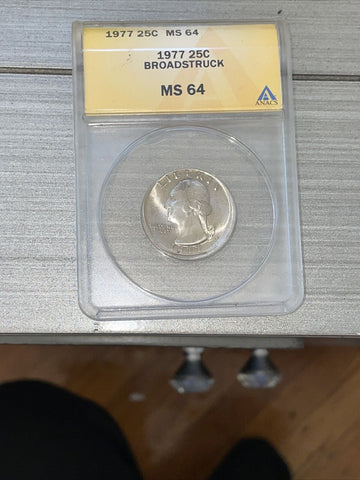 1977 25C MS 64
1977 25C
BROADSTRUCK
MS 64
ANACS
LIBERTY